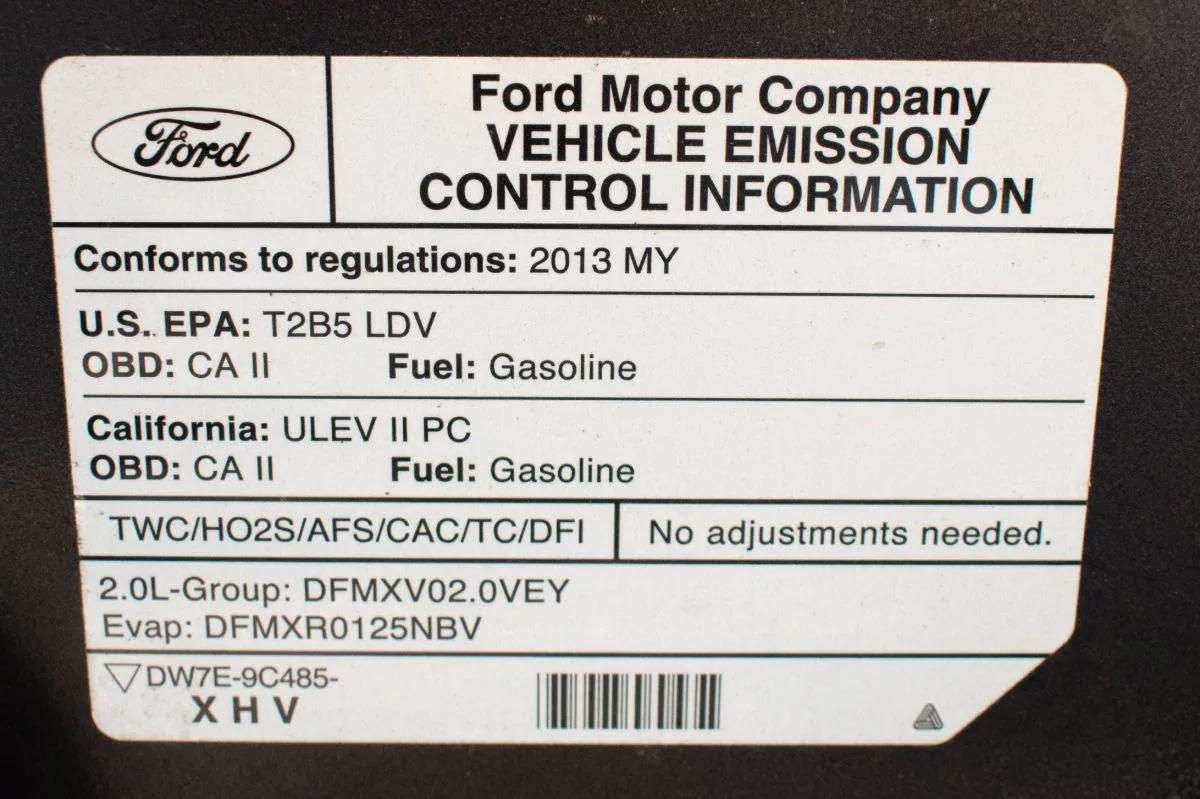 Ford
Ford Motor Company
VEHICLE EMISSION
CONTROL INFORMATION
Conforms to regulations: 2013 MY
U.S. EPA: T2B5 LDV
OBD: CA II Fuel: Gasoline
California: ULEV II PC
OBD: CA II Fuel: Gasoline
TWC/HO2S/AFS/CAC/TC/DFI
No adjustments needed.
2.0L-Group: DFMXV02.0VEY
Evap: DFMXR0125NBV
DW7E-9C485-
X H V